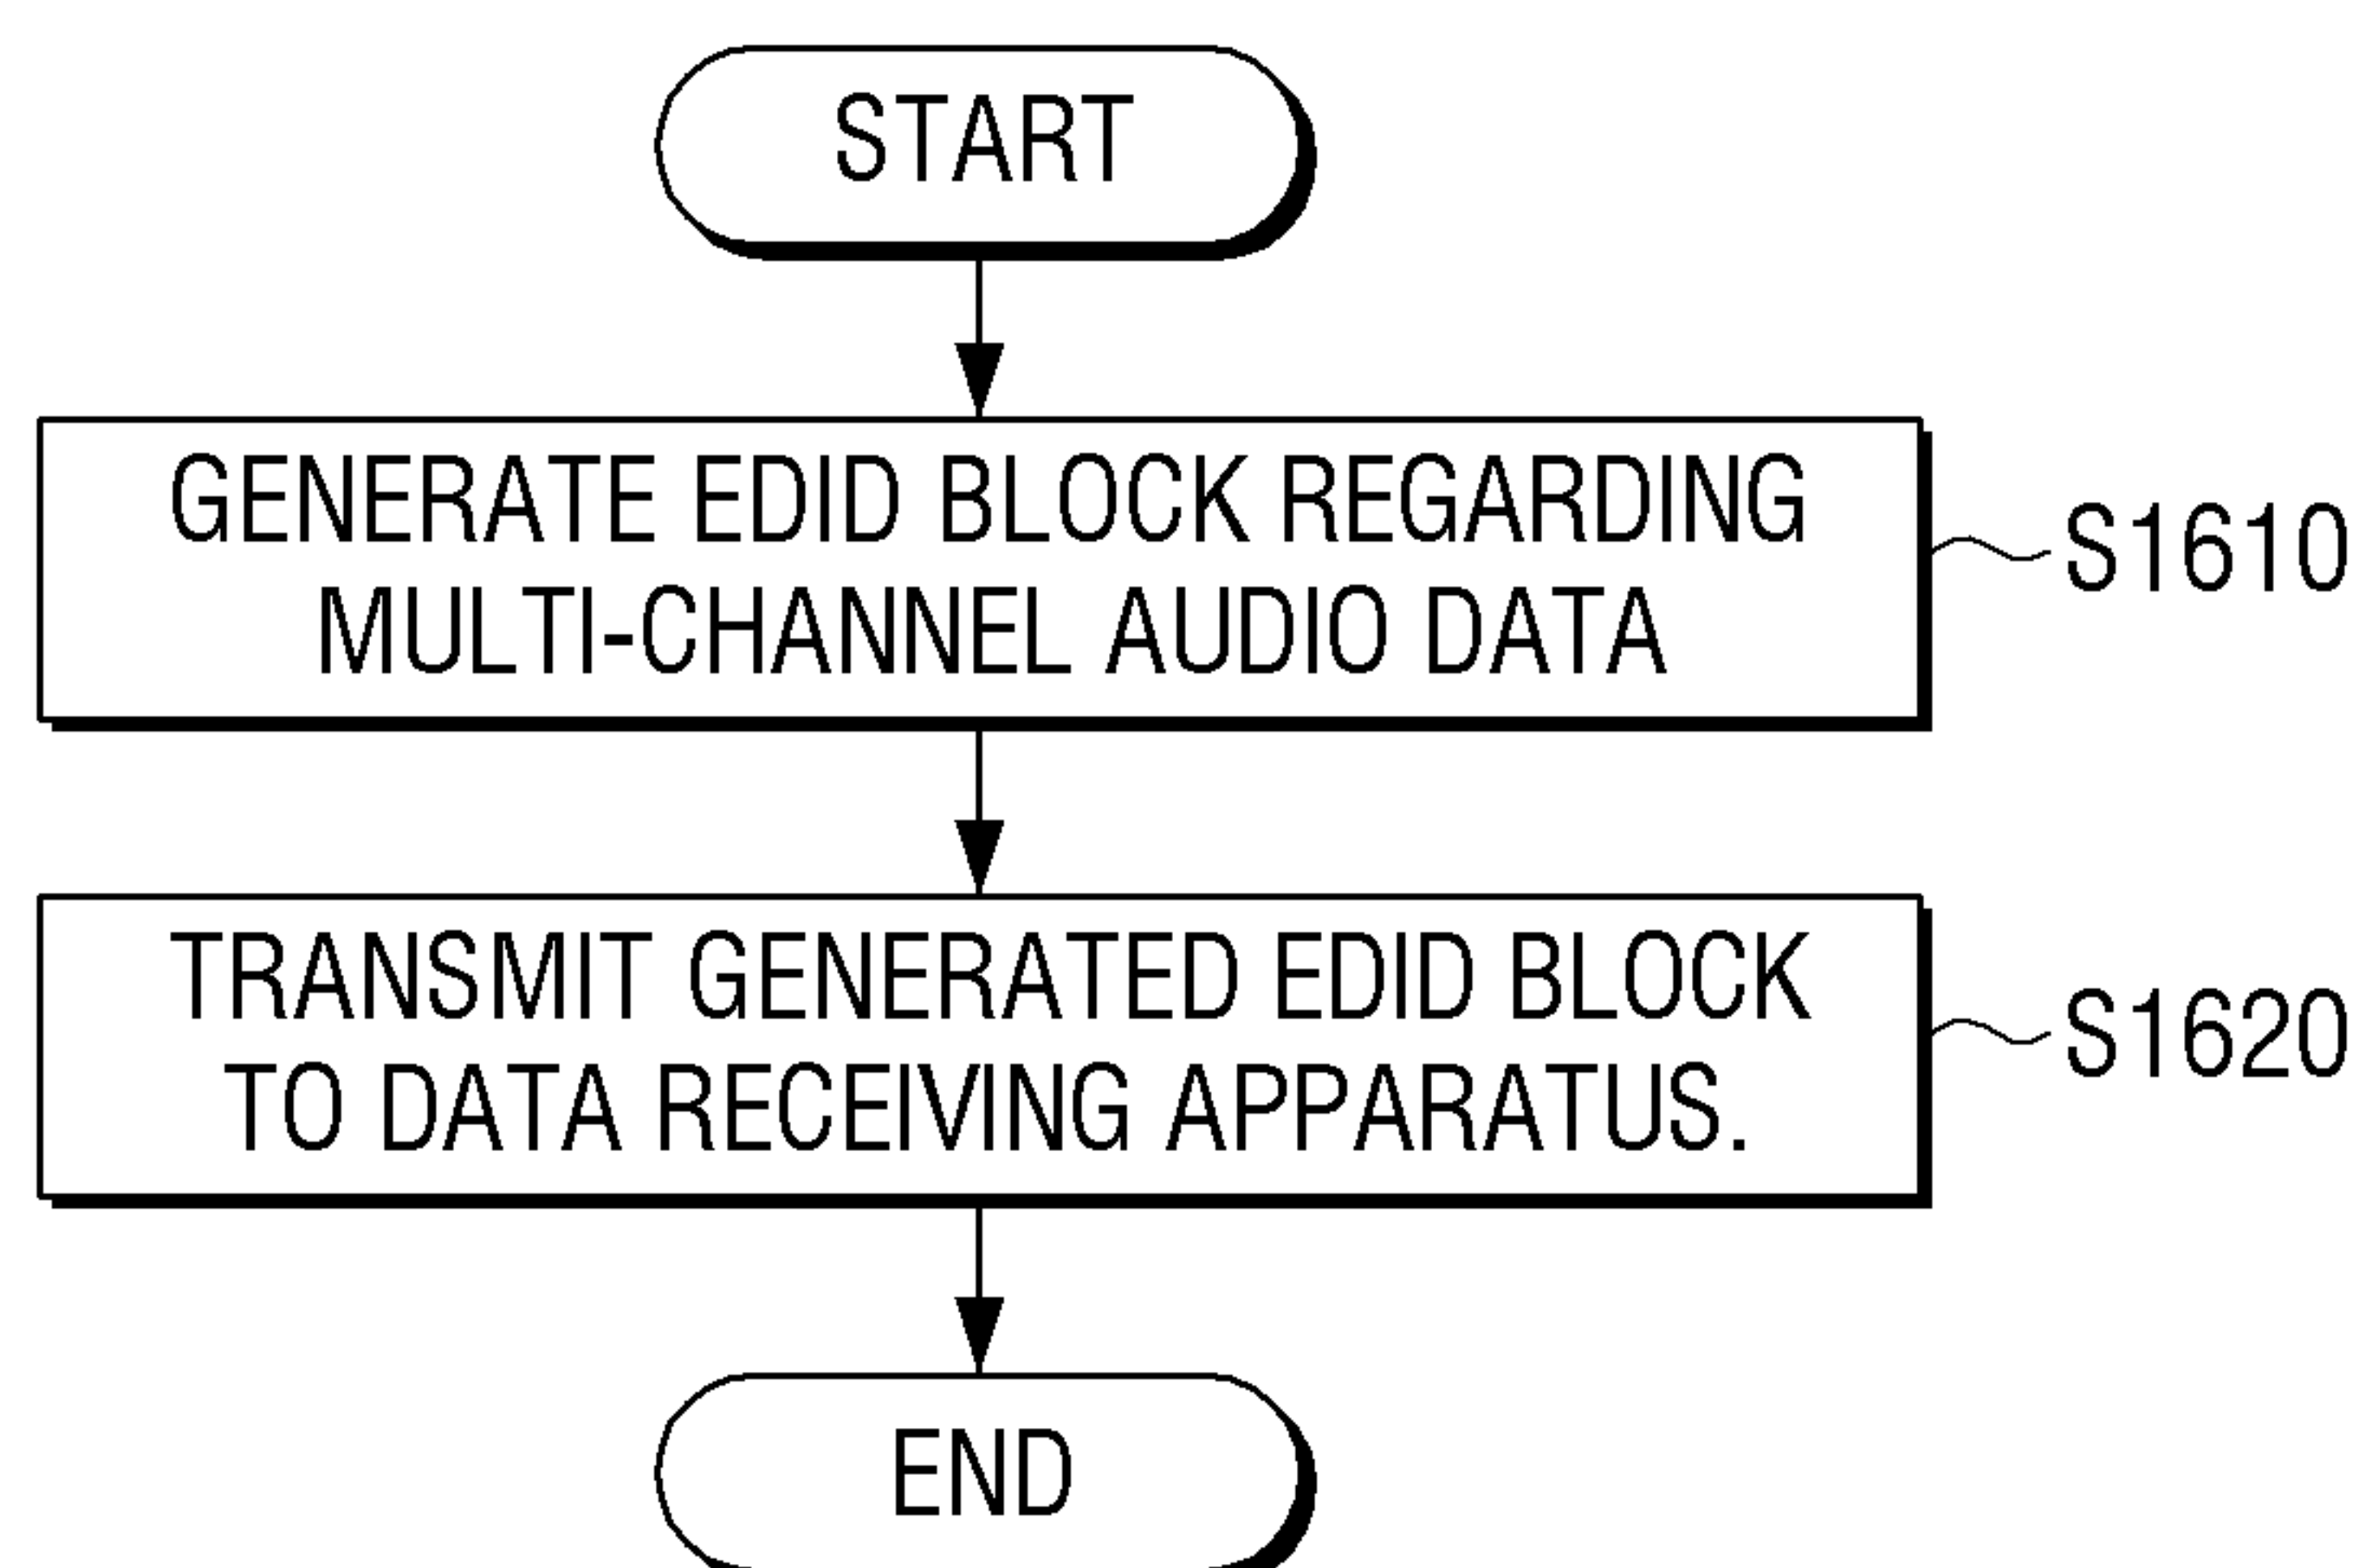 START
GENERATE EDID BLOCK REGARDING
MULTI-CHANNEL AUDIO DATA
S1610
TRANSMIT GENERATED EDID BLOCK
TO DATA RECEIVING APPARATUS.
S1620
END